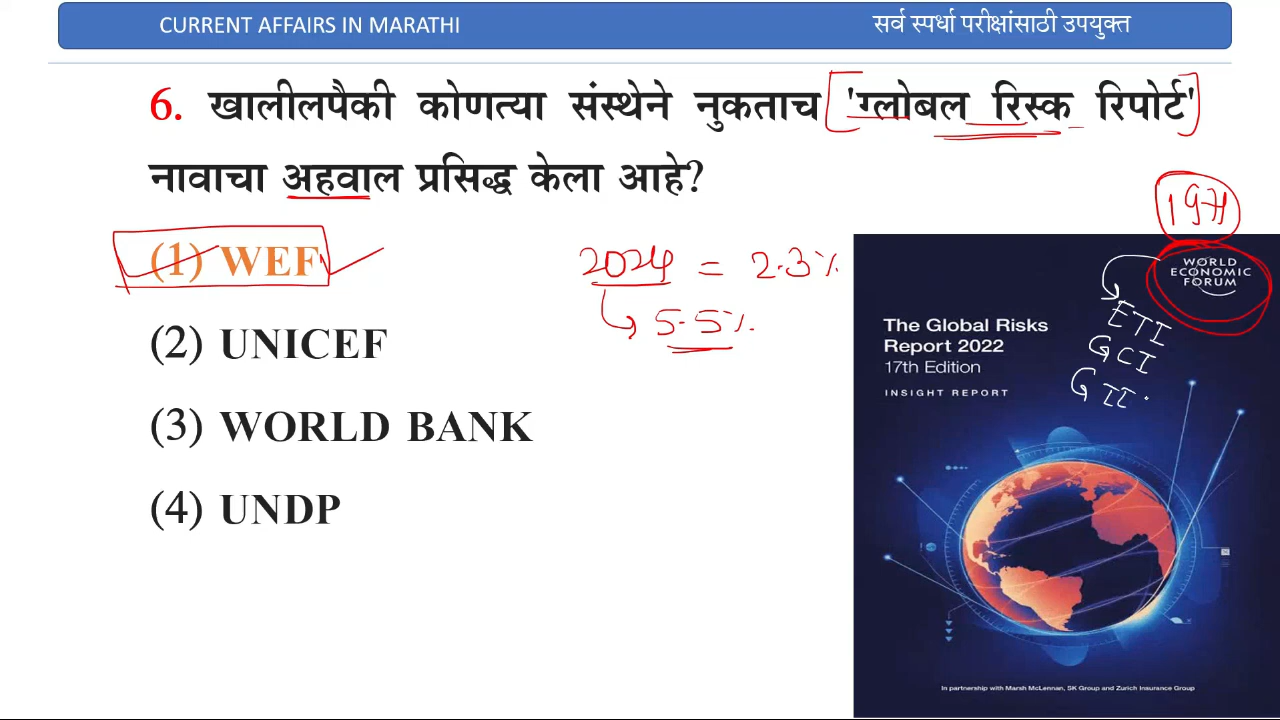 CURRENT AFFAIRS IN MARATHI
सर्व स्पर्धा परीक्षांसाठी उपयुक्त
6. खालीलपैकी कोणत्या संस्थेने नुकताच 'ग्लोबल रिस्क रिपोर्ट'
नावाचा अहवाल प्रसिद्ध केला आहे?
(1) WEF
(2) UNICEF
(3) WORLD BANK
(4) UNDP
2024 = 2.3%
5.5%
1971
WORLD
ECONOMIC
FORUM
ETI
GCI
GII
The Global Risks
Report 2022
17th Edition
INSIGHT REPORT
In partnership with Marsh McLennan, SK Group and Zurich Insurance Group